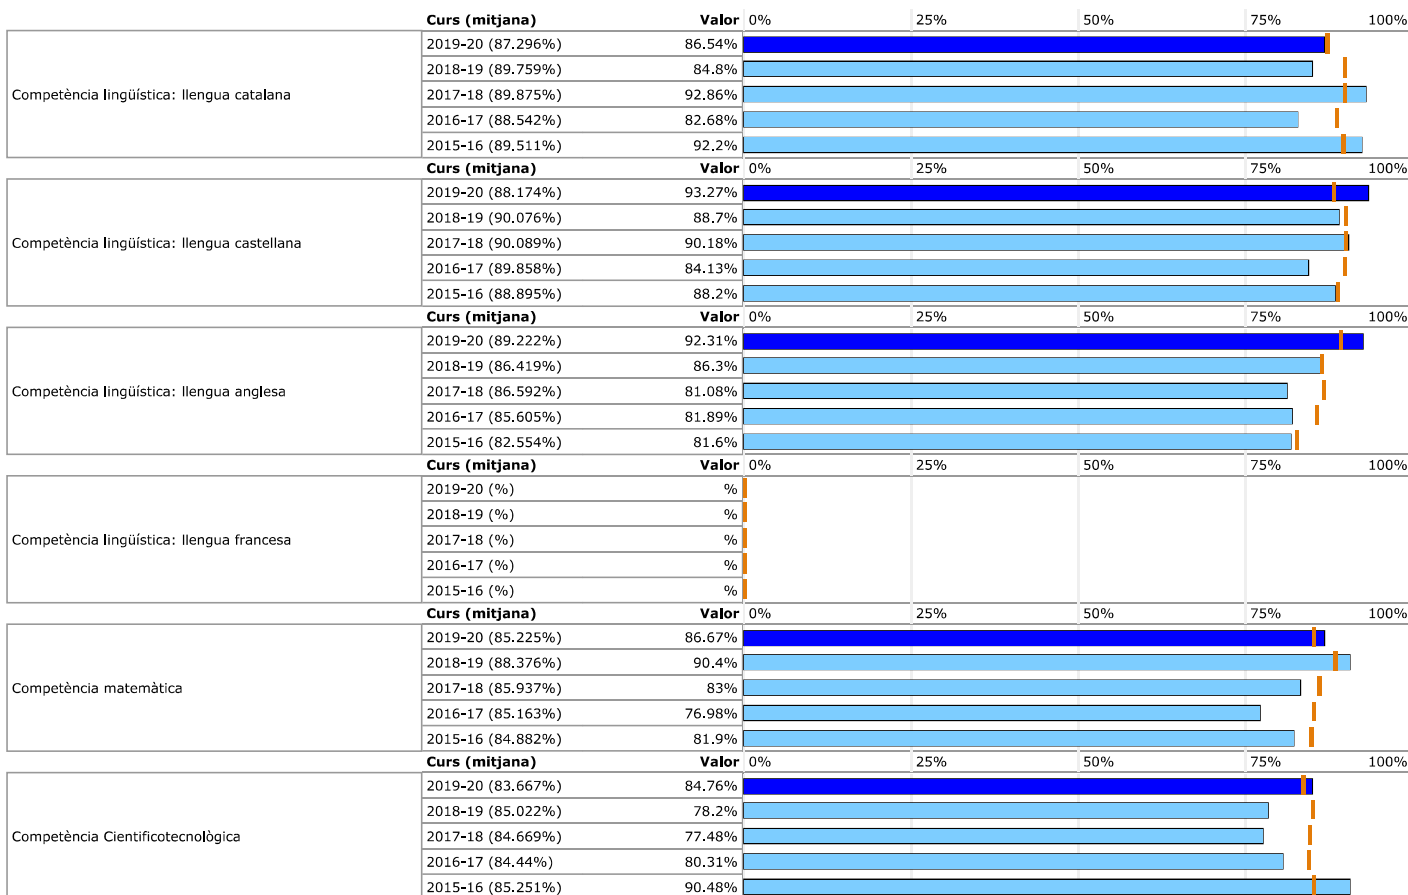 Curs (mitjana) Valor 0% 25% 50% 75% 100%
Competència lingüística: llengua catalana
2019-20 (87.296%) 86.54%
2018-19 (89.759%) 84.8%
2017-18 (89.875%) 92.86%
2016-17 (88.542%) 82.68%
2015-16 (89.511%) 92.2%
Curs (mitjana) Valor 0% 25% 50% 75% 100%
Competència lingüística: llengua castellana
2019-20 (88.174%) 93.27%
2018-19 (90.076%) 88.7%
2017-18 (90.089%) 90.18%
2016-17 (89.858%) 84.13%
2015-16 (88.895%) 88.2%
Curs (mitjana) Valor 0% 25% 50% 75% 100%
Competència lingüística: llengua anglesa
2019-20 (89.222%) 92.31%
2018-19 (86.419%) 86.3%
2017-18 (86.592%) 81.08%
2016-17 (85.605%) 81.89%
2015-16 (82.554%) 81.6%
Curs (mitjana) Valor 0% 25% 50% 75% 100%
Competència lingüística: llengua francesa
2019-20 (%) %
2018-19 (%) %
2017-18 (%) %
2016-17 (%) %
2015-16 (%) %
Curs (mitjana) Valor 0% 25% 50% 75% 100%
Competència matemàtica
2019-20 (85.225%) 86.67%
2018-19 (88.376%) 90.4%
2017-18 (85.937%) 83%
2016-17 (85.163%) 76.98%
2015-16 (84.882%) 81.9%
Curs (mitjana) Valor 0% 25% 50% 75% 100%
Competència Cientificotecnològica
2019-20 (83.667%) 84.76%
2018-19 (85.022%) 78.2%
2017-18 (84.669%) 77.48%
2016-17 (84.44%) 80.31%
2015-16 (85.251%) 90.48%